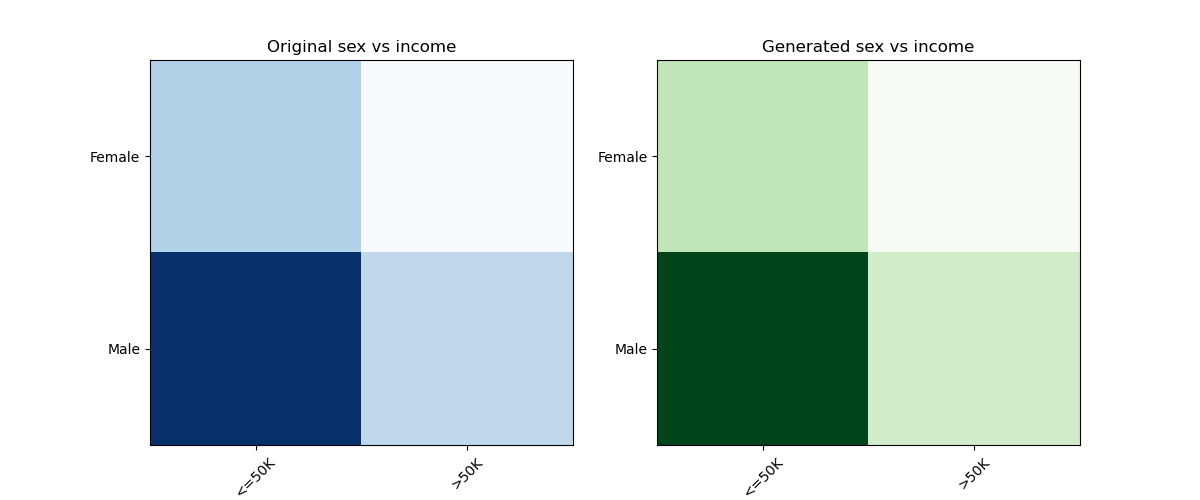 Original sex vs income
Female
Male
<=50K
>50K
Generated sex vs income
Female
Male
<=50K
>50K